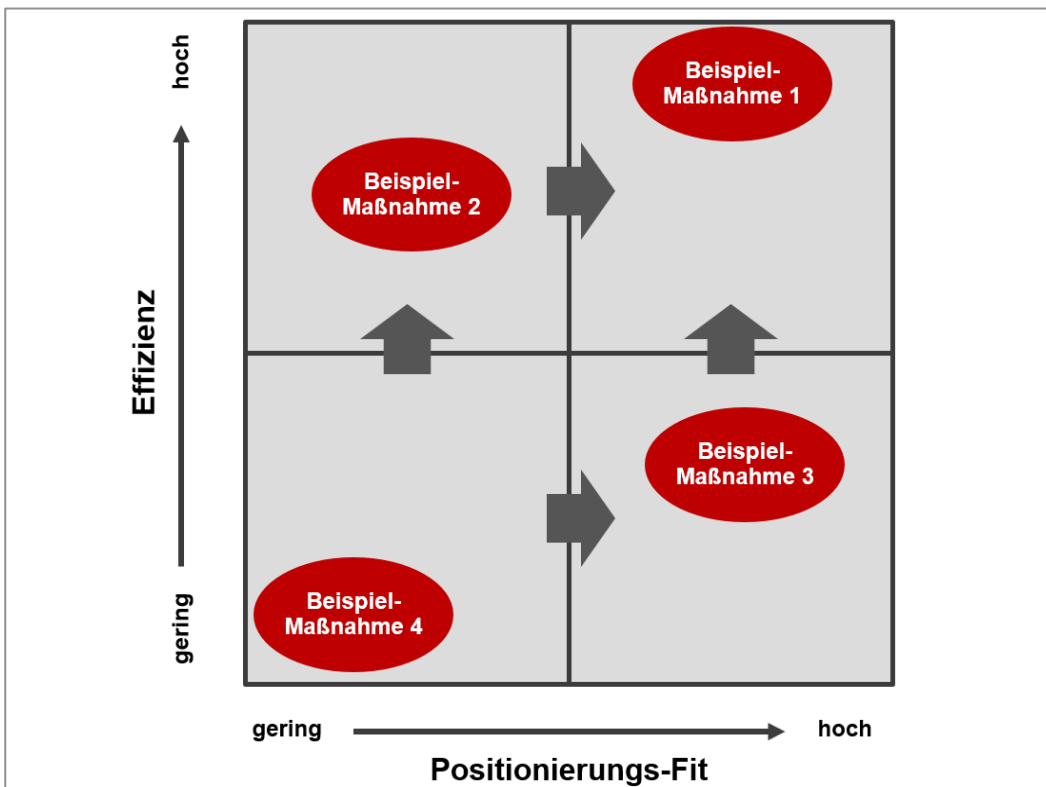 hoch
Beispiel-
Maßnahme 1
Beispiel-
Maßnahme 2
Effizienz
Beispiel-
Maßnahme 3
Beispiel-
Maßnahme 4
gering
gering
hoch
Positionierungs-Fit